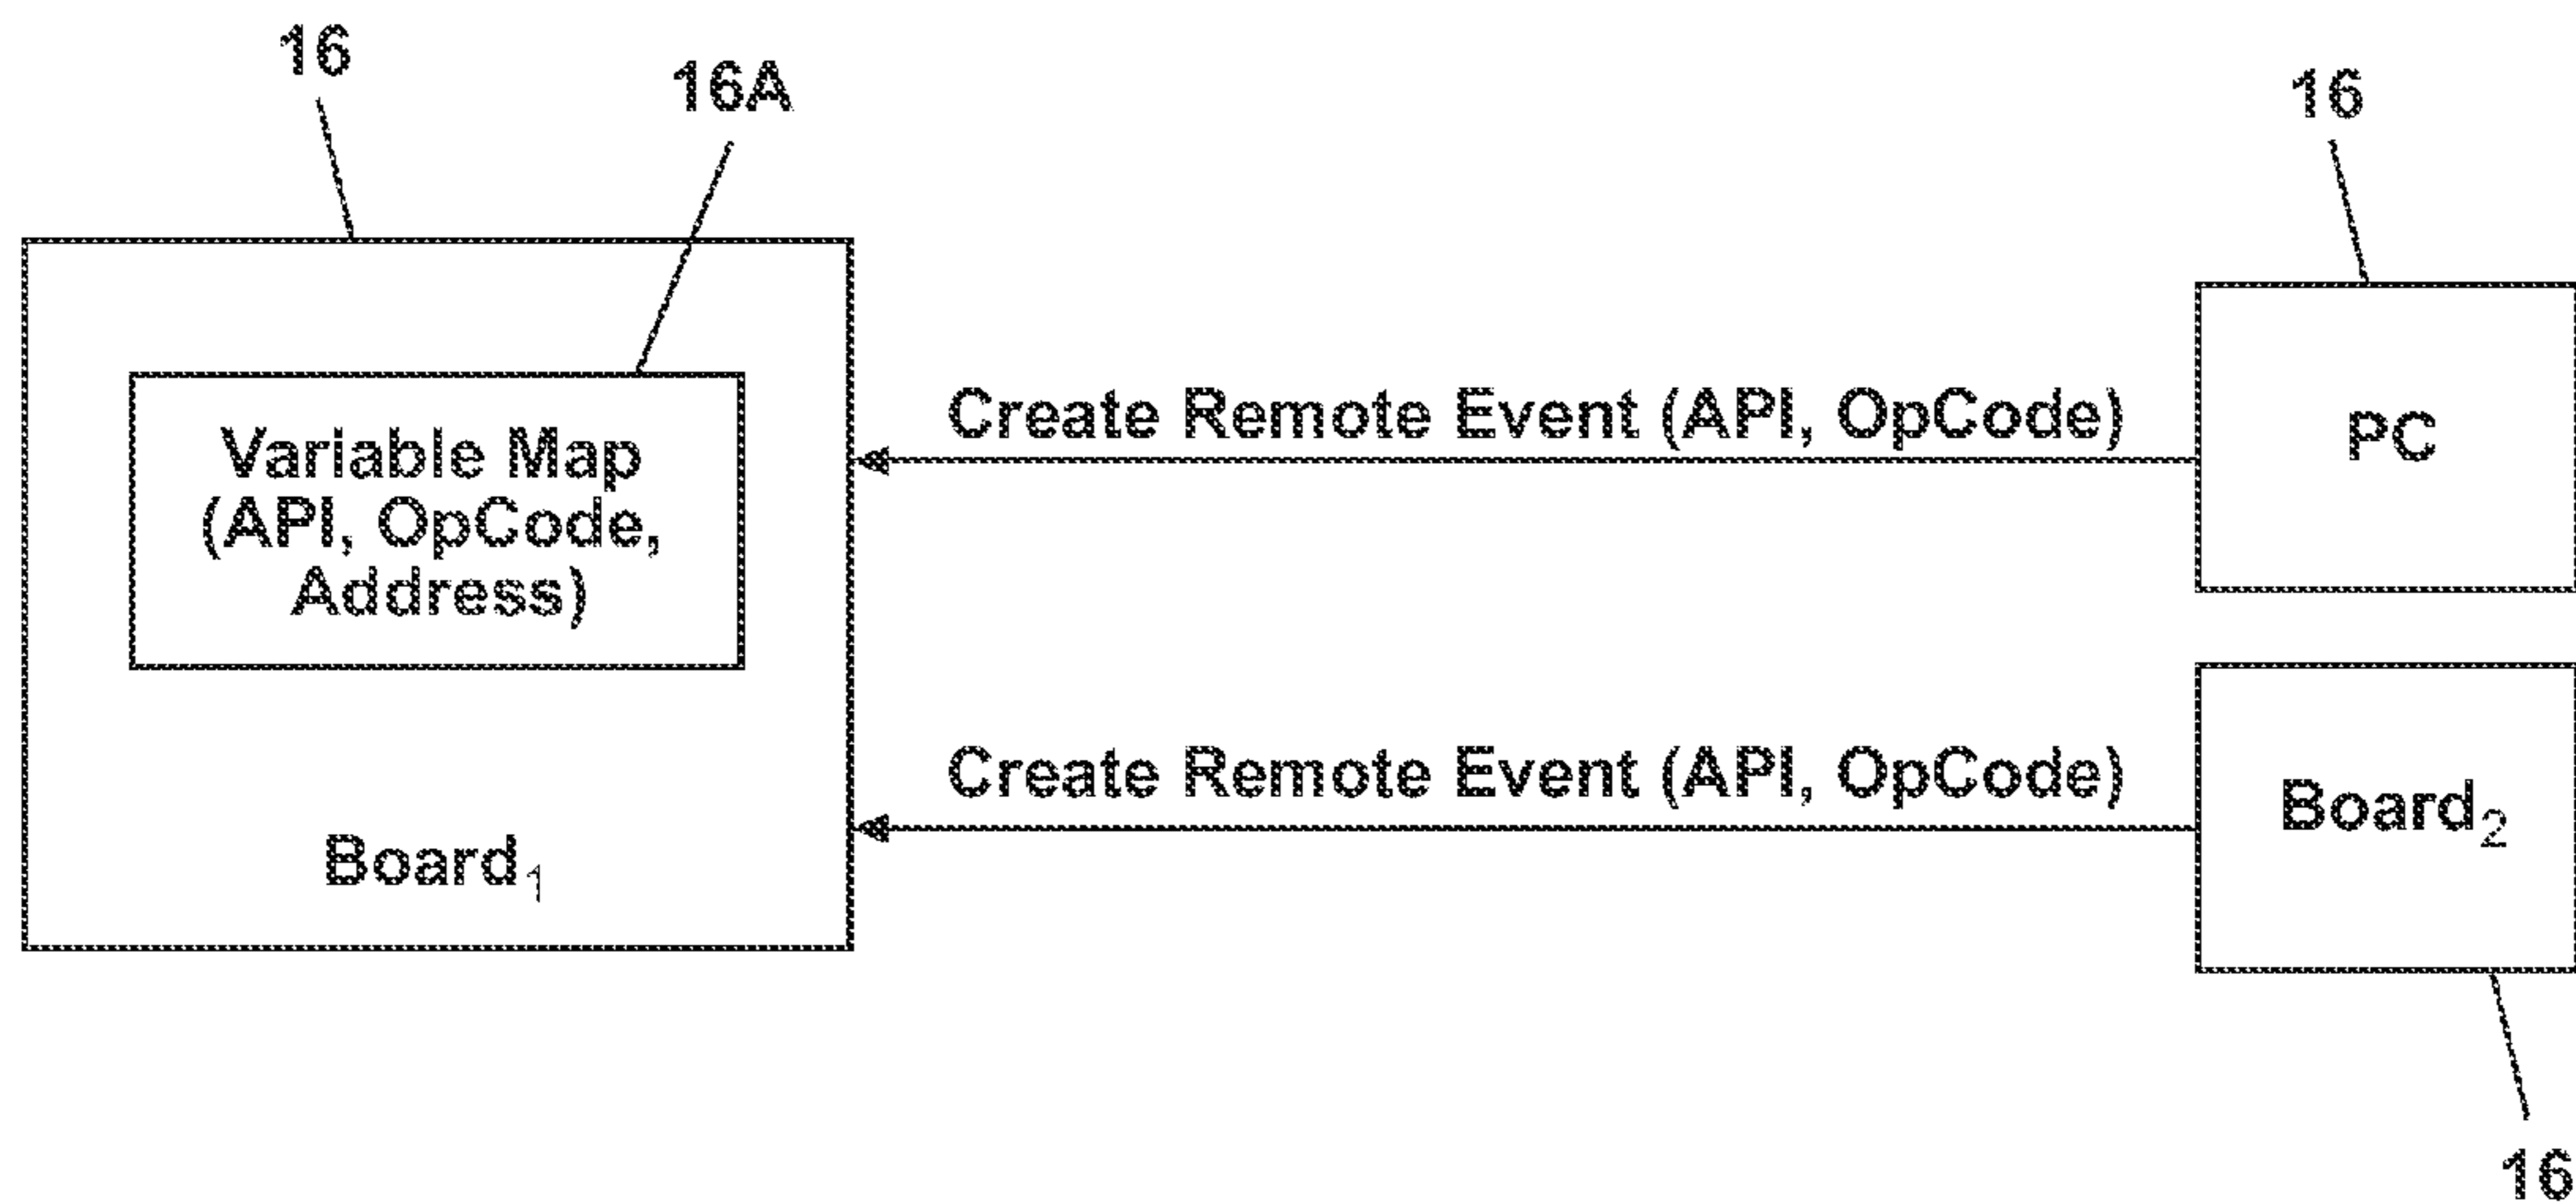 16
16A
16
Variable Map
(API, OpCode,
Address)
Board1
Create Remote Event (API, OpCode)
PC
Create Remote Event (API, OpCode)
Board2
16